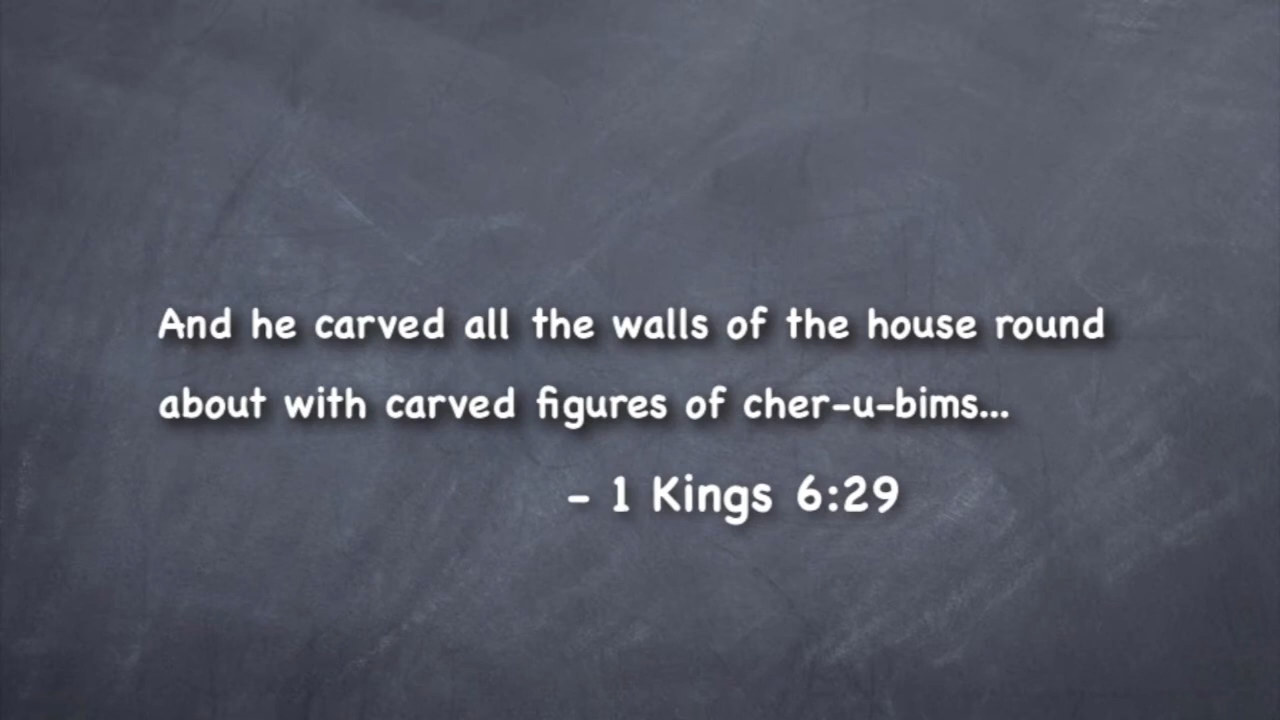 And he carved all the walls of the house round
about with carved figures of cher-u-bims...
- 1 Kings 6:29